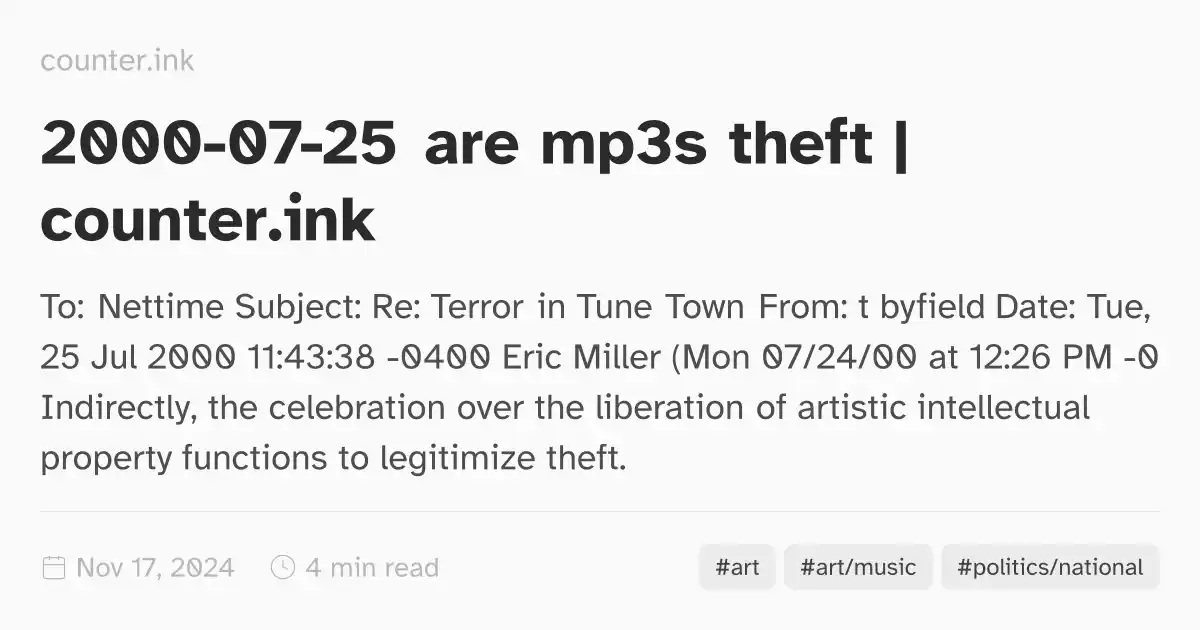 counter.ink
2000-07-25 are mp3s theft |
counter.ink
To: Nettime Subject: Re: Terror in Tune Town From: t byfield Date: Tue,
25 Jul 2000 11:43:38 -0400 Eric Miller (Mon 07/24/00 at 12:26 PM -0
Indirectly, the celebration over the liberation of artistic intellectual
property functions to legitimize theft.
Nov 17, 2024 4 min read #art #art/music #politics/national